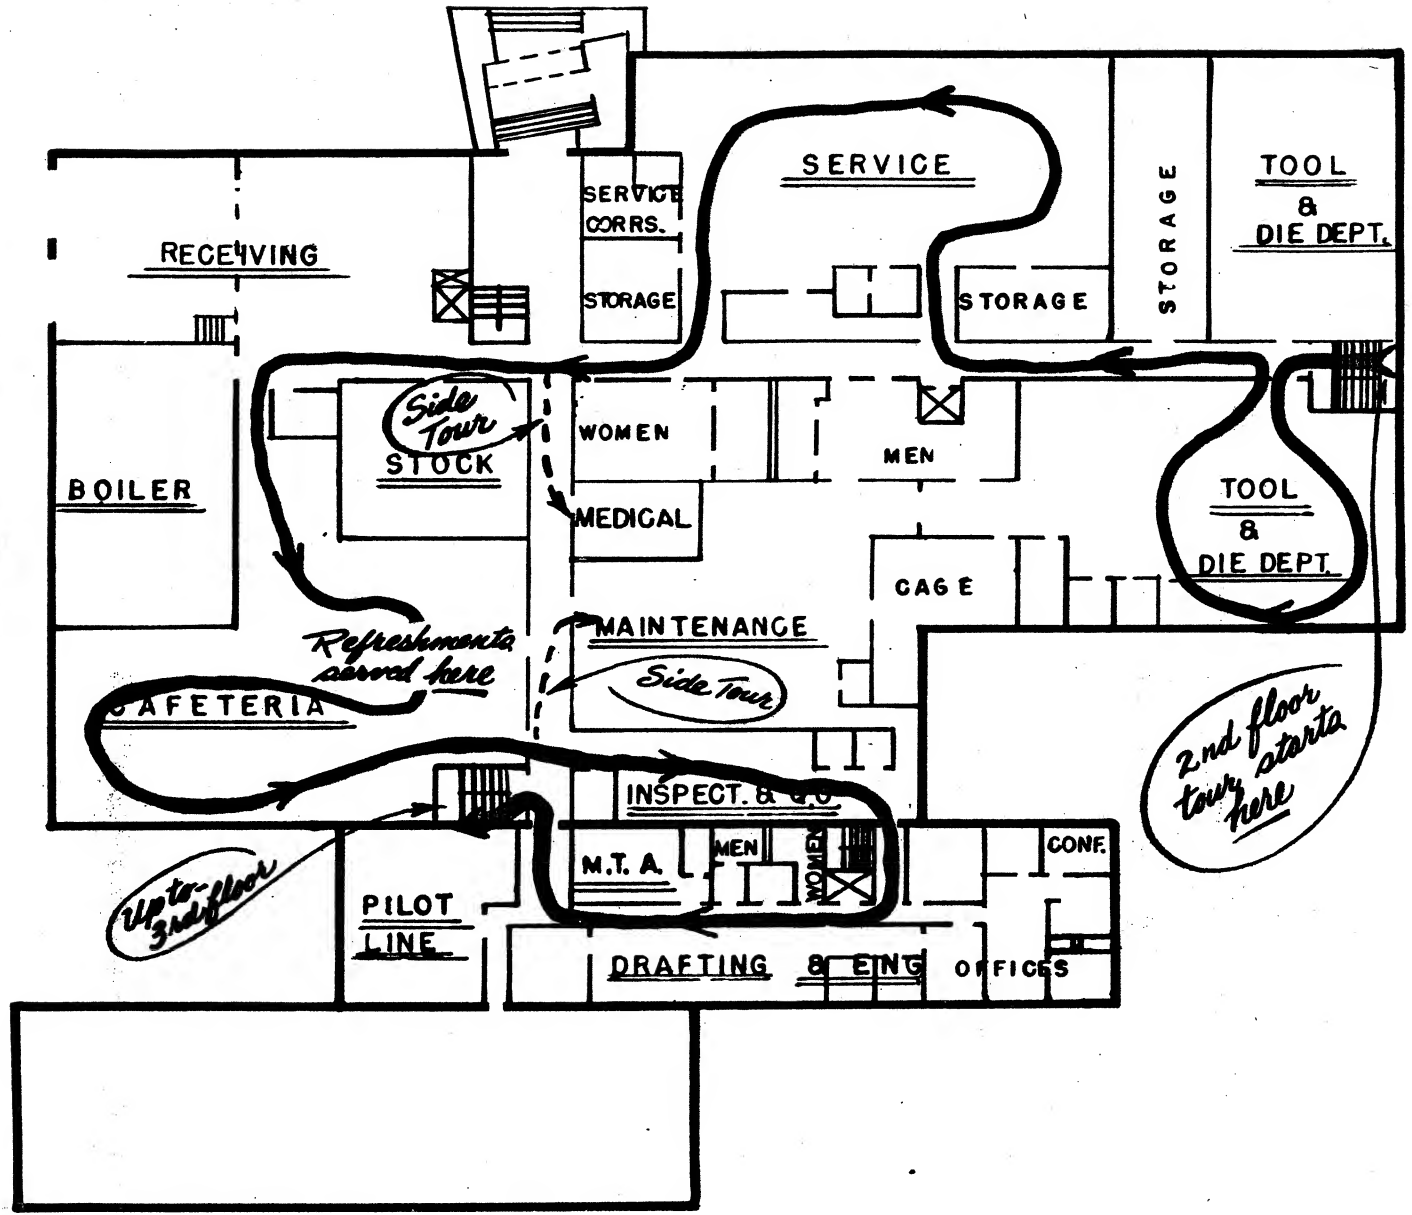 SERVICE
TOOL
&
DIE DEPT.
STORAGE
SERVICE
CORRS.
RECEIVING
STORAGE
STORAGE
Side
Tour
STOCK
WOMEN
MEN
BOILER
MEDICAL
TOOL
&
DIE DEPT.
CAGE
Refreshments
served here
MAINTENANCE
Side Tour
CAFETERIA
2nd floor
tour starts
here
INSPECT. & Q.C
Up to
3rd floor
M.T.A.
MEN
WOMEN
CONF.
PILOT
LINE
DRAFTING & ENG
OFFICES